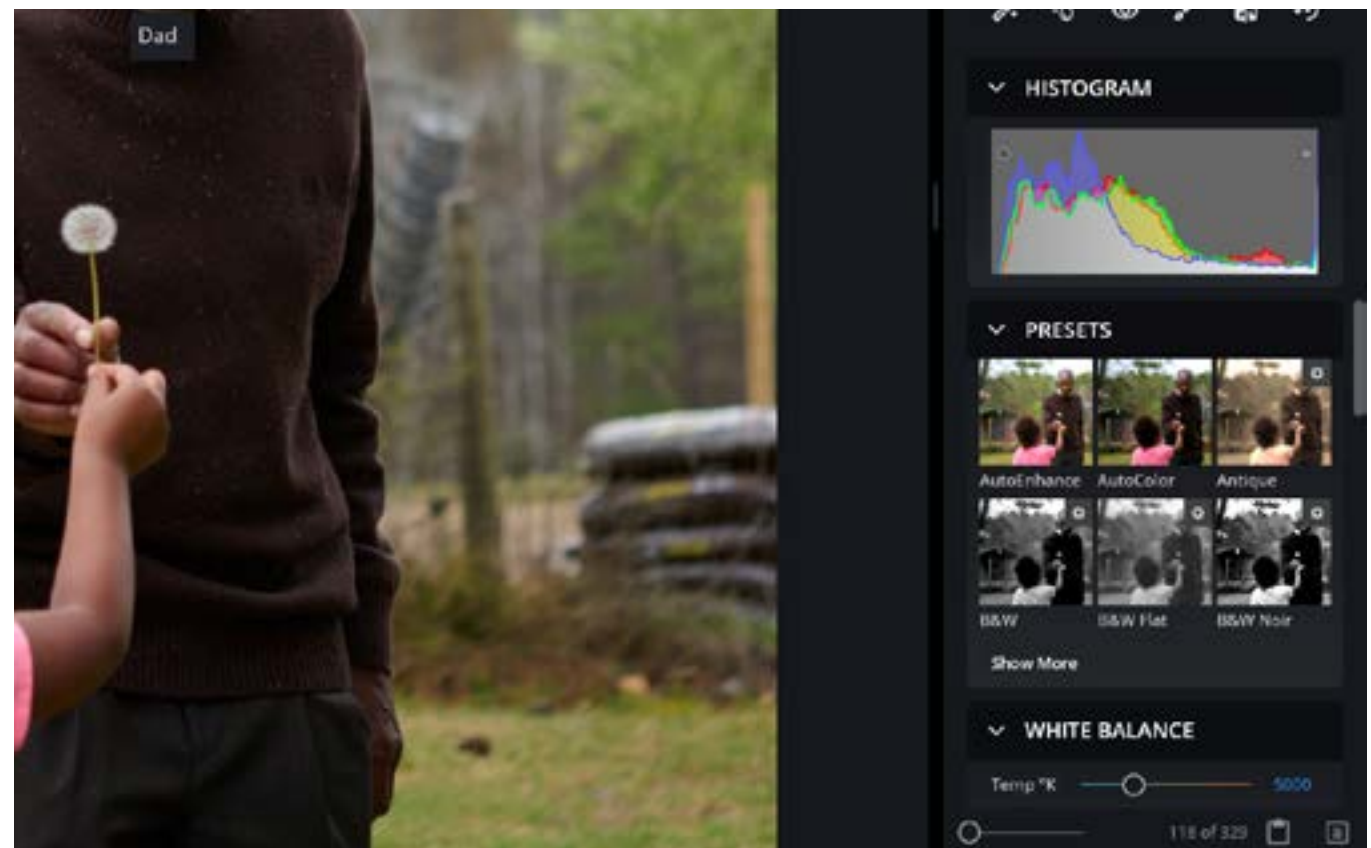 Dad
HISTOGRAM
PRESETS
AutoEnhance AutoColor Antique
B&W B&W Flat B&W Noir
Show More
WHITE BALANCE
Temp °K 5000
118 of 329